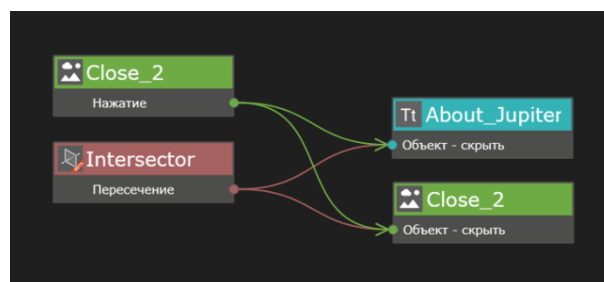 Close_2
Нажатие
Intersector
Пересечение
Tt About_Jupiter
Объект - скрыть
Close_2
Объект - скрыть